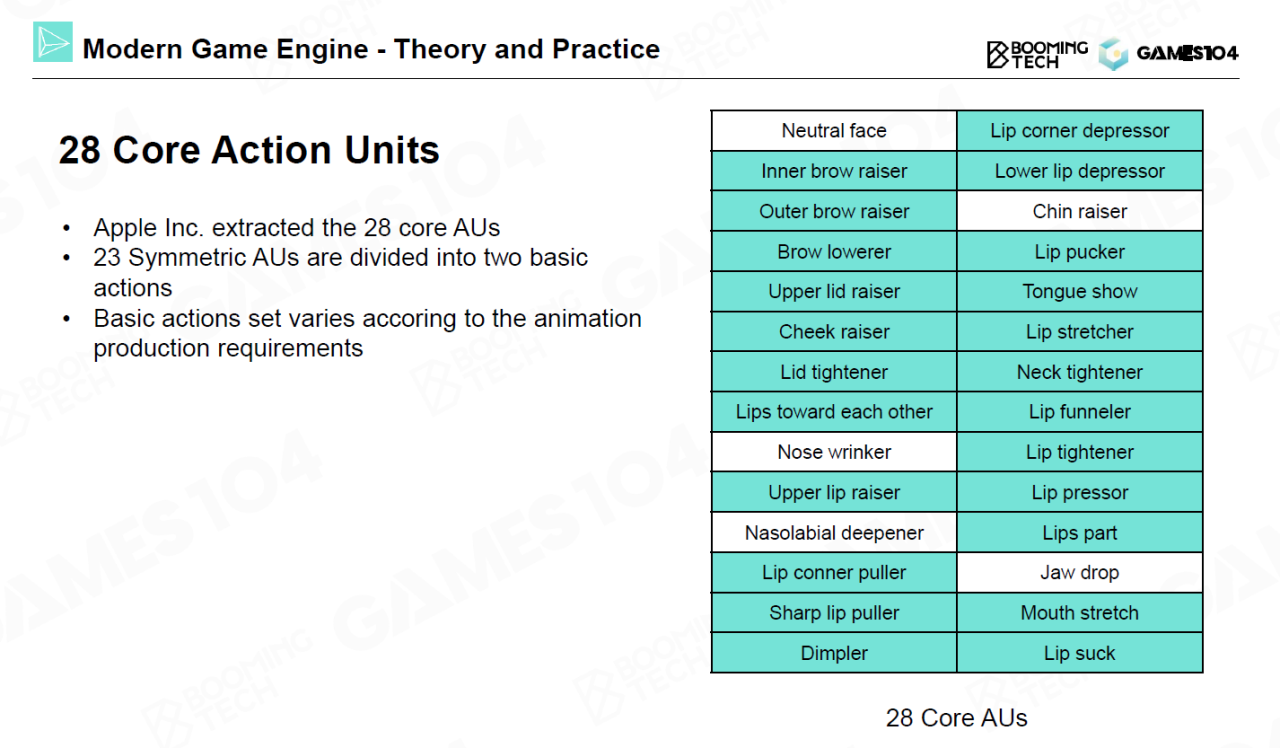 Modern Game Engine - Theory and Practice
BOOMING
TECH
GAMES104
28 Core Action Units
• Apple Inc. extracted the 28 core AUs
• 23 Symmetric AUs are divided into two basic
actions
• Basic actions set varies accoring to the animation
production requirements
Neutral face Lip corner depressor
Inner brow raiser Lower lip depressor
Outer brow raiser Chin raiser
Brow lowerer Lip pucker
Upper lid raiser Tongue show
Cheek raiser Lip stretcher
Lid tightener Neck tightener
Lips toward each other Lip funneler
Nose wrinker Lip tightener
Upper lip raiser Lip pressor
Nasolabial deepener Lips part
Lip conner puller Jaw drop
Sharp lip puller Mouth stretch
Dimpler Lip suck
28 Core AUs